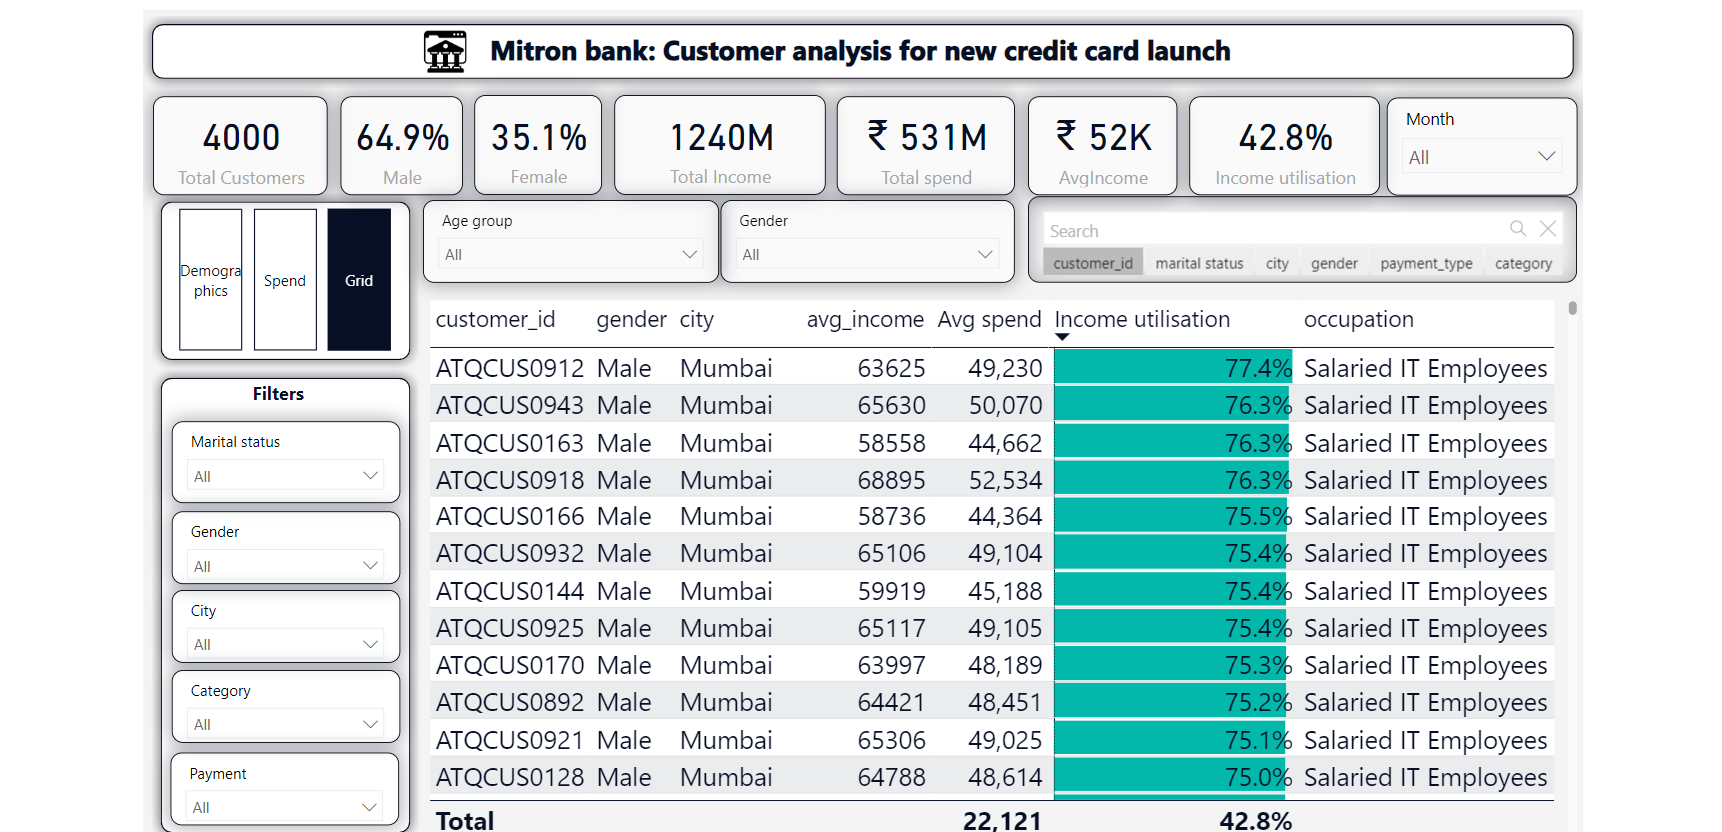 Mitron bank: Customer analysis for new credit card launch
4000
Total Customers
64.9%
Male
35.1%
Female
1240M
Total Income
₹ 531M
Total spend
₹ 52K
AvgIncome
42.8%
Income utilisation
Month
All
Demogra
phics
Spend
Grid
Age group
All
Gender
All
Search
customer_id marital status city gender payment_type category
Filters
Marital status
All
Gender
All
City
All
Category
All
Payment
All
customer_id gender city avg_income Avg spend Income utilisation occupation
ATQCUS0912 Male Mumbai 63625 49,230 77.4% Salaried IT Employees
ATQCUS0943 Male Mumbai 65630 50,070 76.3% Salaried IT Employees
ATQCUS0163 Male Mumbai 58558 44,662 76.3% Salaried IT Employees
ATQCUS0918 Male Mumbai 68895 52,534 76.3% Salaried IT Employees
ATQCUS0166 Male Mumbai 58736 44,364 75.5% Salaried IT Employees
ATQCUS0932 Male Mumbai 65106 49,104 75.4% Salaried IT Employees
ATQCUS0144 Male Mumbai 59919 45,188 75.4% Salaried IT Employees
ATQCUS0925 Male Mumbai 65117 49,105 75.4% Salaried IT Employees
ATQCUS0170 Male Mumbai 63997 48,189 75.3% Salaried IT Employees
ATQCUS0892 Male Mumbai 64421 48,451 75.2% Salaried IT Employees
ATQCUS0921 Male Mumbai 65306 49,025 75.1% Salaried IT Employees
ATQCUS0128 Male Mumbai 64788 48,614 75.0% Salaried IT Employees
Total 22,121 42.8%